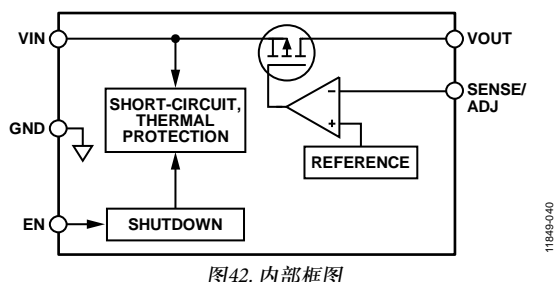 VIN
VOUT
SENSE/
ADJ
SHORT-CIRCUIT,
THERMAL
PROTECTION
–
+
GND
REFERENCE
EN
SHUTDOWN
11849-040
图42. 内部框图